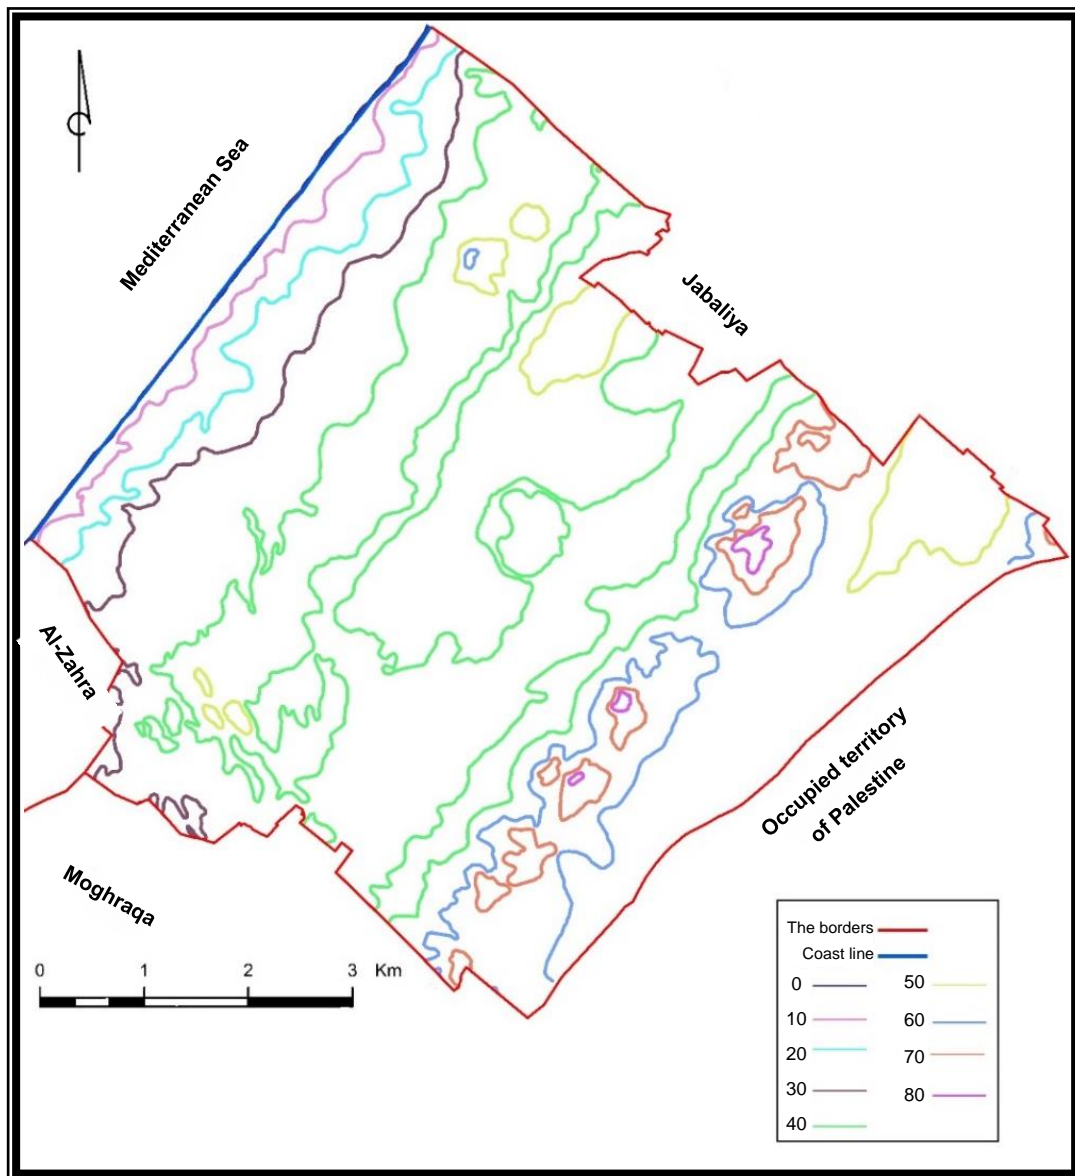 Mediterranean Sea
Jabaliya
Al-Zahra
Occupied territory
of Palestine
Moghraqa
0 1 2 3 Km
The borders
Coast line
0
10
20
30
40
50
60
70
80